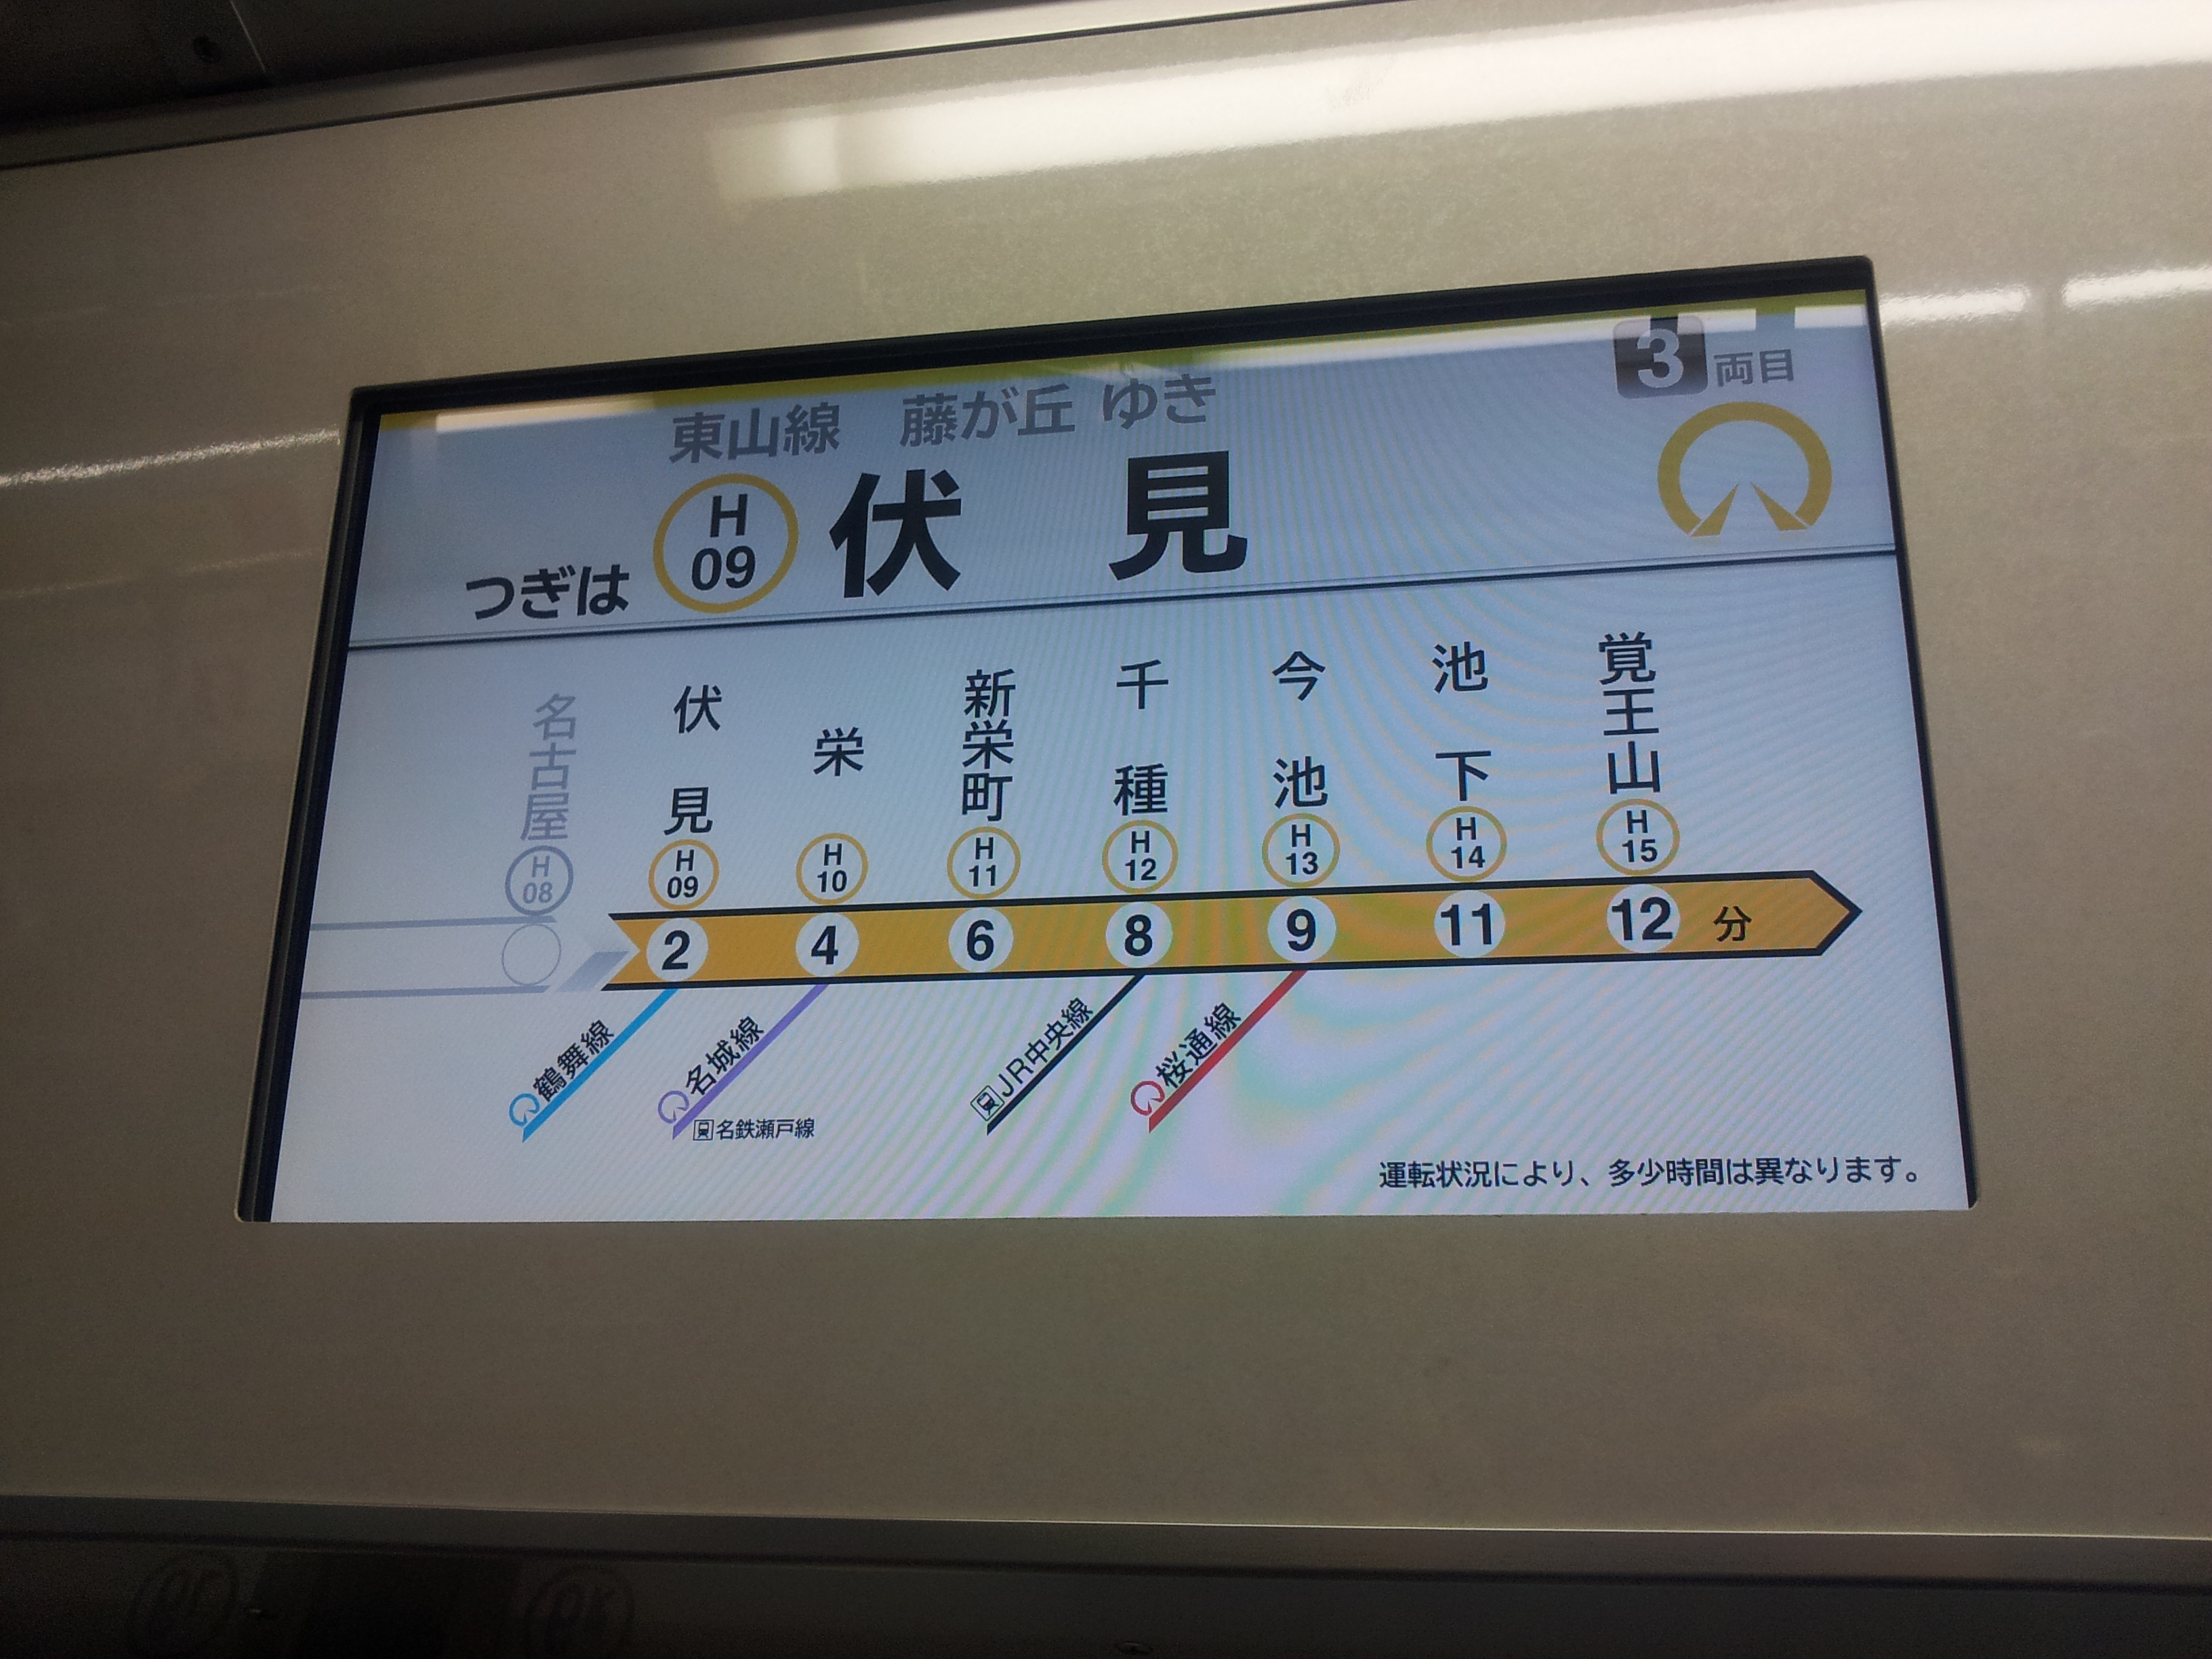 3両目
東山線 藤が丘 ゆき
つぎは H 09 伏見
名古屋 伏見 栄 新栄町 千種 今池 池下 覚王山
H 08 H 09 H 10 H 11 H 12 H 13 H 14 H 15
2 4 6 8 9 11 12 分
鶴舞線
名城線
名鉄瀬戸線
JR中央線
桜通線
運転状況により、多少時間は異なります。